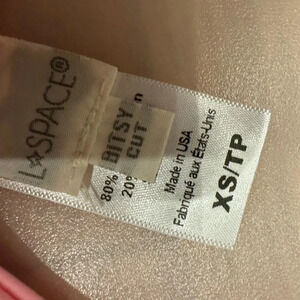 L★SPACE®
BITSY
CUT
80%
20%
n
Made in USA
Fabriqué aux États-Unis
XS/TP